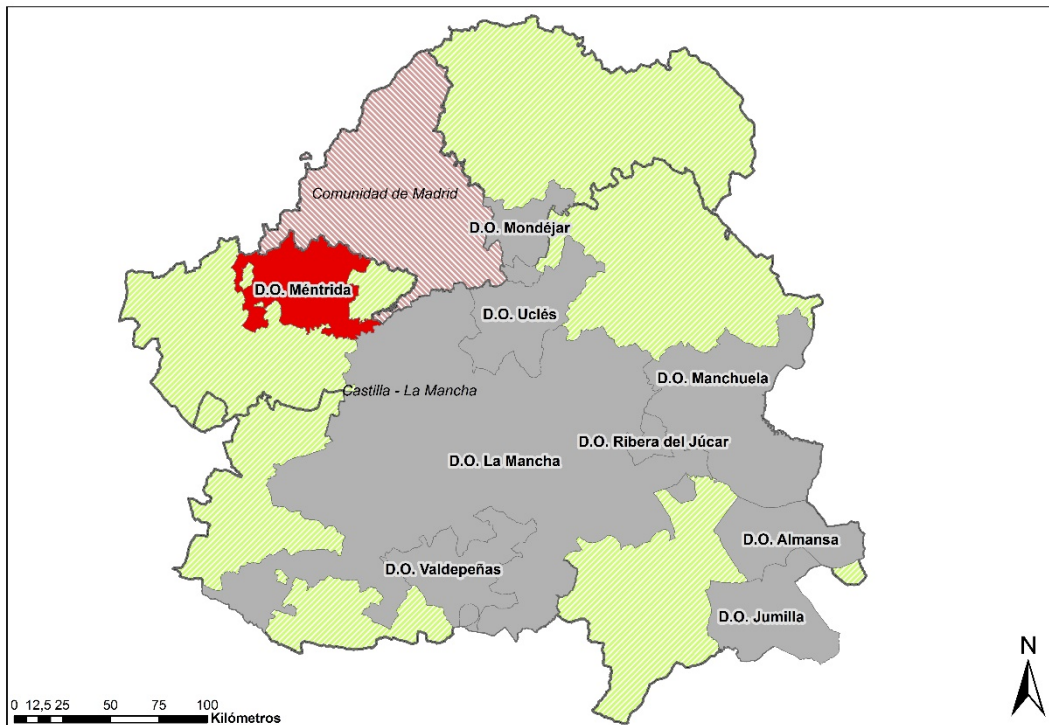 Comunidad de Madrid
D.O. Mondéjar
D.O. Méntrida
D.O. Uclés
D.O. Manchuela
Castilla - La Mancha
D.O. Ribera del Júcar
D.O. La Mancha
D.O. Almansa
D.O. Valdepeñas
D.O. Jumilla
N
0 12,5 25 50 75 100
Kilómetros